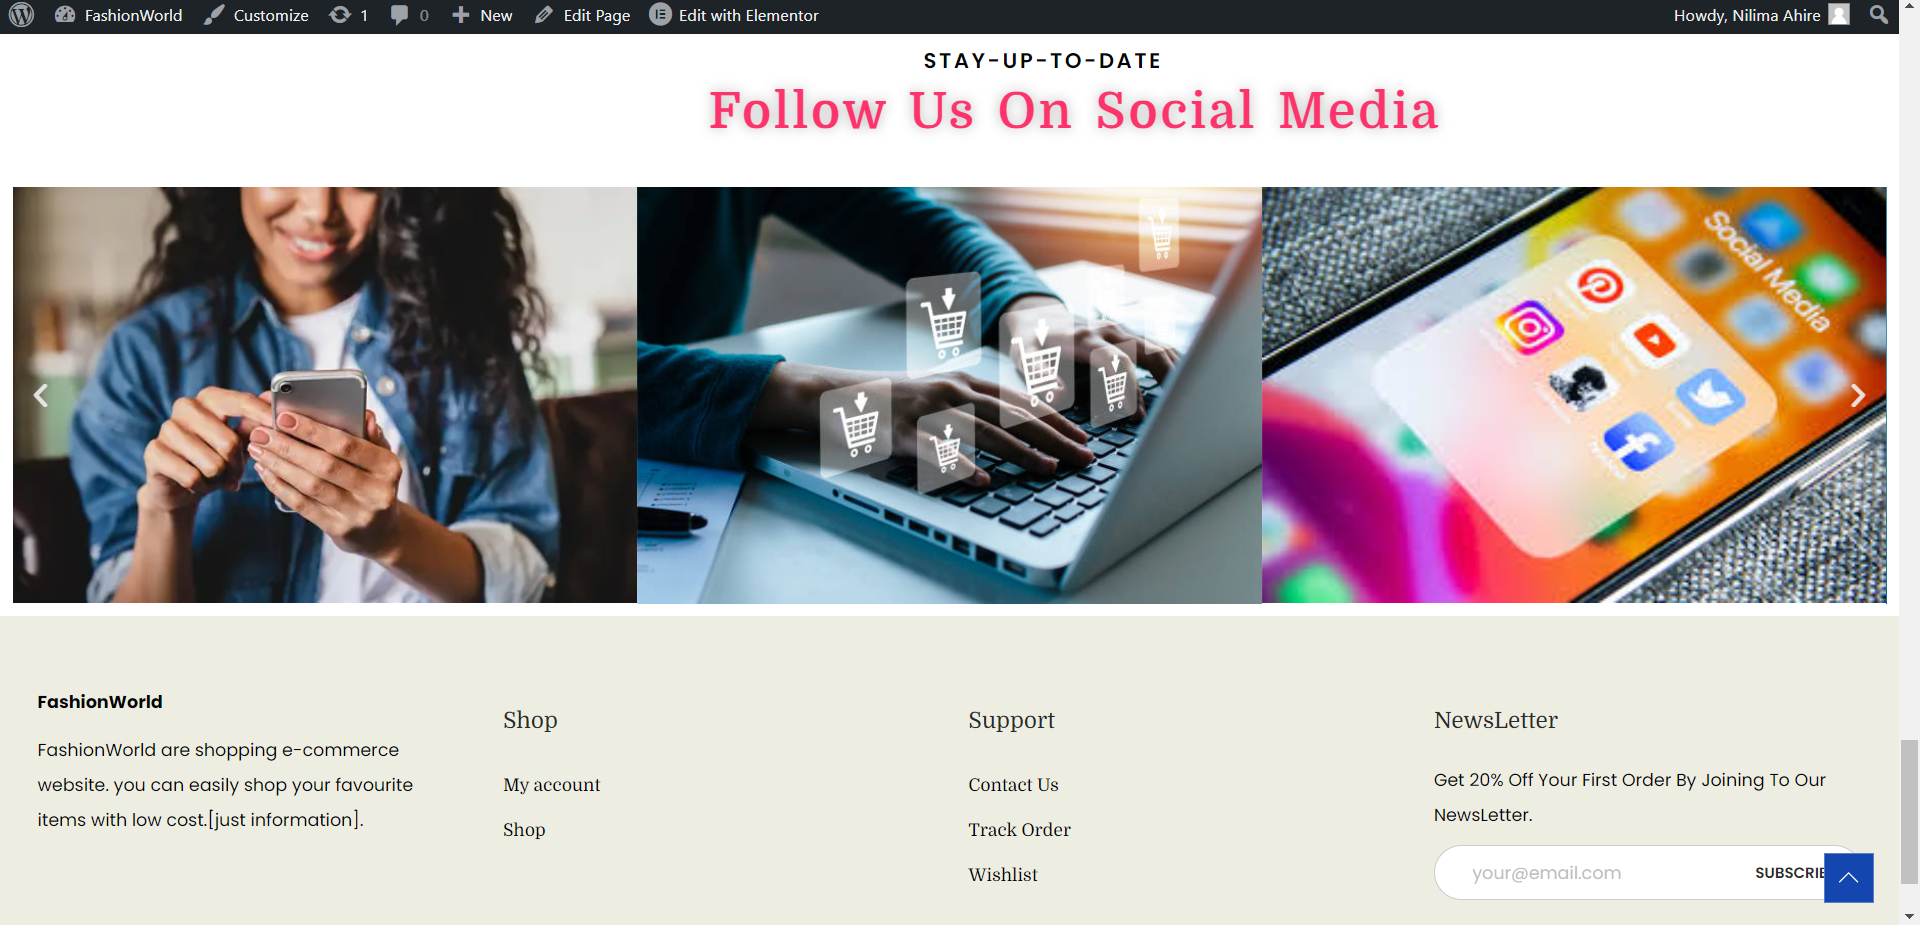 FashionWorld Customize 1 0 New Edit Page Edit with Elementor Howdy, Nilima Ahire
STAY-UP-TO-DATE
Follow Us On Social Media
Social Media
FashionWorld
FashionWorld are shopping e-commerce
website. you can easily shop your favourite
items with low cost.[just information].
Shop
My account
Shop
Support
Contact Us
Track Order
Wishlist
NewsLetter
Get 20% Off Your First Order By Joining To Our
NewsLetter.
your@email.com SUBSCRIBE